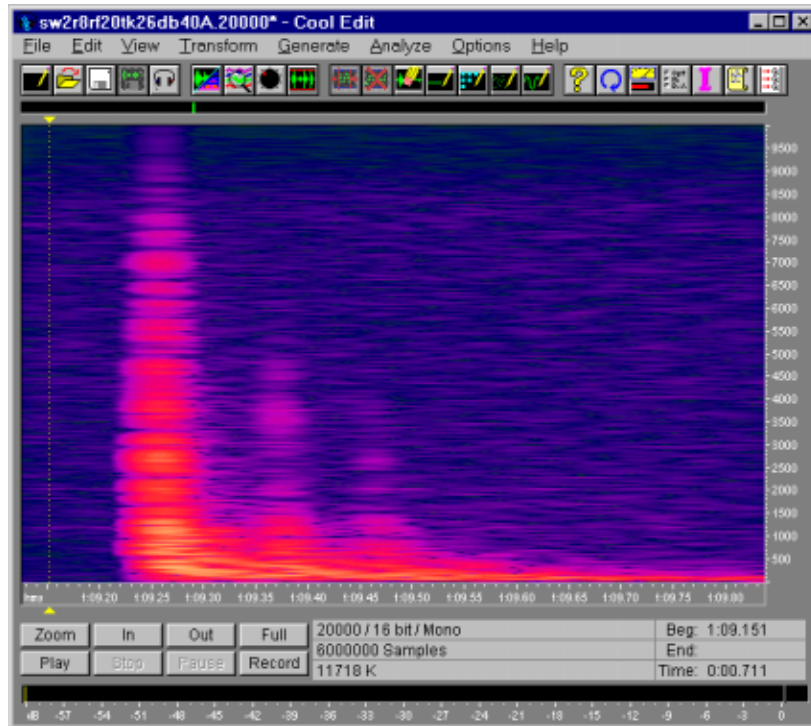 sw2r8rf20tk26db40A.20000* - Cool Edit
File Edit View Transform Generate Analyze Options Help
9500
9000
8500
8000
7500
7000
6500
6000
5500
5000
4500
4000
3500
3000
2500
2000
1500
1000
500
hms 1:09.20 1:09.25 1:09.30 1:09.35 1:09.40 1:09.45 1:09.50 1:09.55 1:09.60 1:09.65 1:09.70 1:09.75 1:09.80
Zoom In Out Full 20000 / 16 bit / Mono Beg: 1:09.151
6000000 Samples End:
Play Stop Pause Record 11718 K Time: 0:00.711
dB -57 -54 -51 -48 -45 -42 -39 -36 -33 -30 -27 -24 -21 -18 -15 -12 -9 -6 -3 0